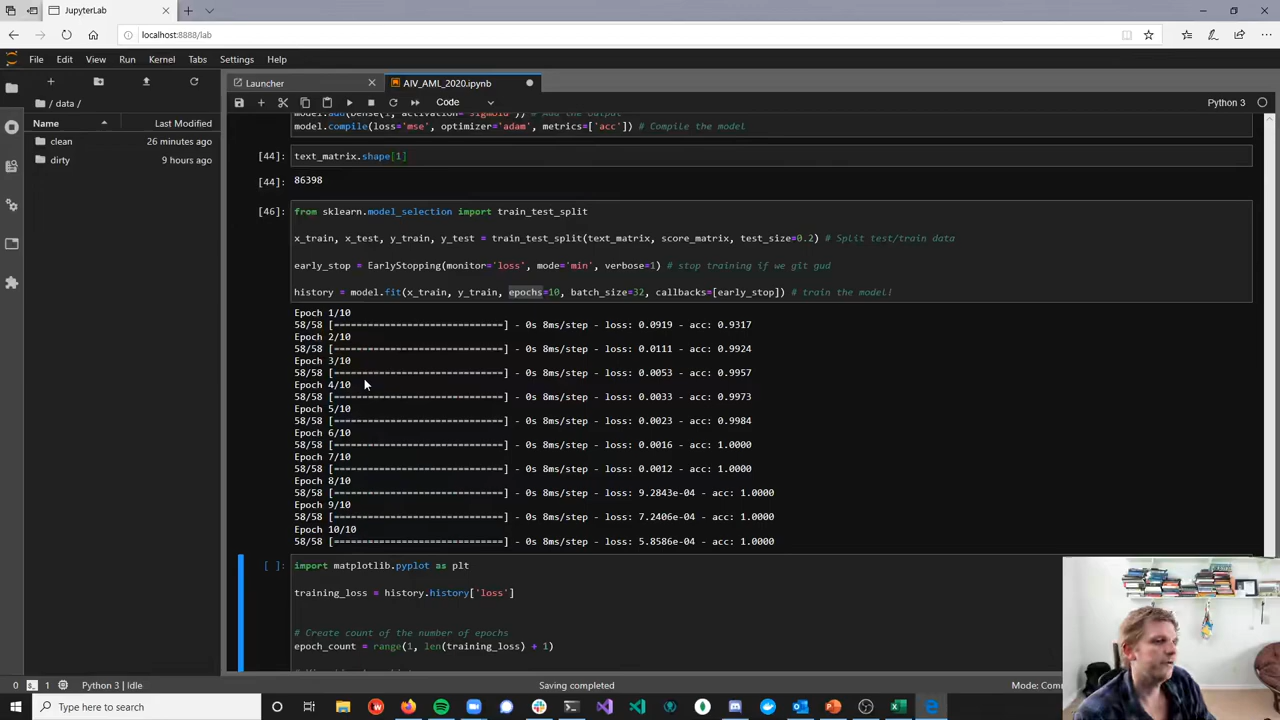 JupyterLab
localhost:8888/lab
File Edit View Run Kernel Tabs Settings Help
Launcher
AIV_AML_2020.ipynb
/ data /
Code
Python 3
Name
Last Modified
clean
26 minutes ago
dirty
9 hours ago
model.compile(loss='mse', optimizer='adam', metrics=['acc']) # Compile the model
[44]: text_matrix.shape[1]
[44]: 86398
[46]: from sklearn.model_selection import train_test_split
x_train, x_test, y_train, y_test = train_test_split(text_matrix, score_matrix, test_size=0.2) # Split test/train data
early_stop = EarlyStopping(monitor='loss', mode='min', verbose=1) # stop training if we git gud
history = model.fit(x_train, y_train, epochs=10, batch_size=32, callbacks=[early_stop]) # train the model!
Epoch 1/10
58/58 [==============================] - 0s 8ms/step - loss: 0.0919 - acc: 0.9317
Epoch 2/10
58/58 [==============================] - 0s 8ms/step - loss: 0.0111 - acc: 0.9924
Epoch 3/10
58/58 [==============================] - 0s 8ms/step - loss: 0.0053 - acc: 0.9957
Epoch 4/10
58/58 [==============================] - 0s 8ms/step - loss: 0.0033 - acc: 0.9973
Epoch 5/10
58/58 [==============================] - 0s 8ms/step - loss: 0.0023 - acc: 0.9984
Epoch 6/10
58/58 [==============================] - 0s 8ms/step - loss: 0.0016 - acc: 1.0000
Epoch 7/10
58/58 [==============================] - 0s 8ms/step - loss: 0.0012 - acc: 1.0000
Epoch 8/10
58/58 [==============================] - 0s 8ms/step - loss: 9.2843e-04 - acc: 1.0000
Epoch 9/10
58/58 [==============================] - 0s 8ms/step - loss: 7.2406e-04 - acc: 1.0000
Epoch 10/10
58/58 [==============================] - 0s 8ms/step - loss: 5.8586e-04 - acc: 1.0000
[ ]: import matplotlib.pyplot as plt
training_loss = history.history['loss']
# Create count of the number of epochs
epoch_count = range(1, len(training_loss) + 1)
0 1 Python 3 | Idle
Saving completed
Mode: Com
Type here to search